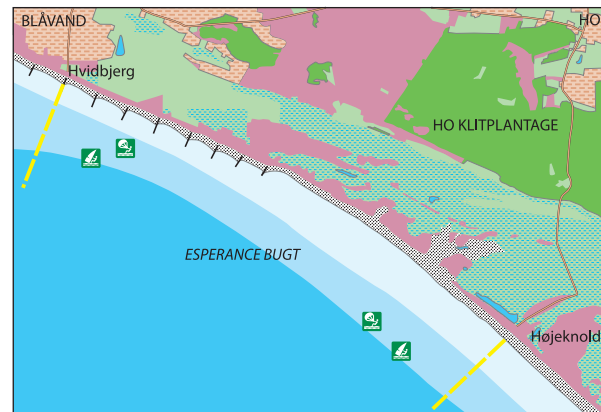 BLÅVAND
HO
Hvidbjerg
HO KLITPLANTAGE
ESPERANCE BUGT
Højeknold